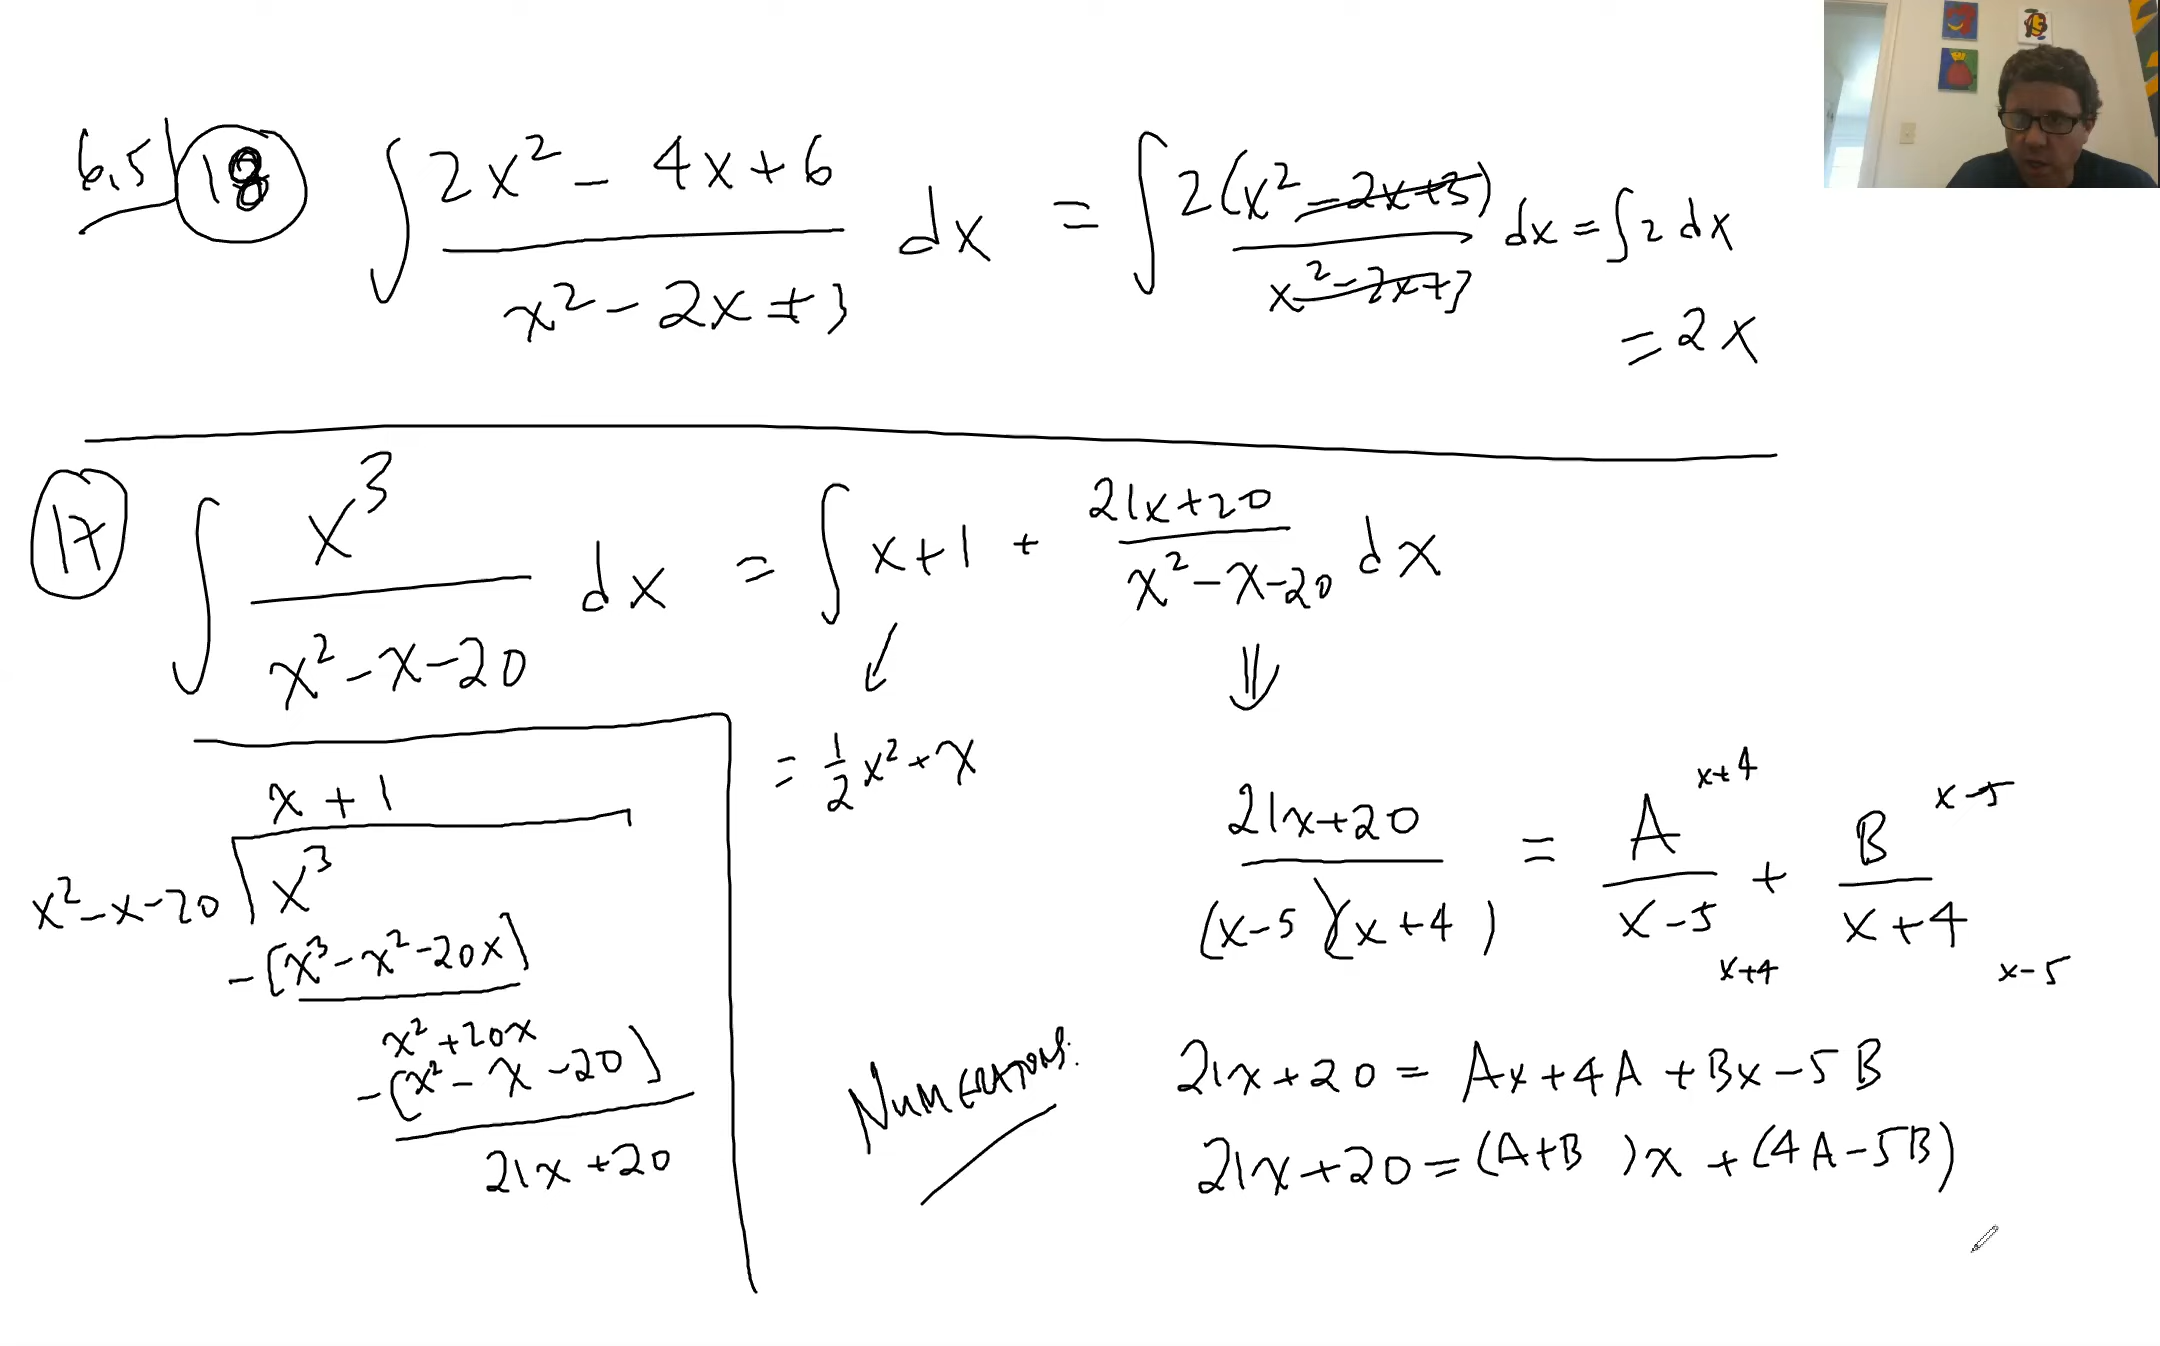 6.5 18 ∫ (2x² - 4x + 6)/(x² - 2x + 3) dx = ∫ 2(x² - 2x + 3)/(x² - 2x + 3) dx = ∫ 2 dx
= 2x
17 ∫ x³/(x² - x - 20) dx = ∫ x + 1 + (21x + 20)/(x² - x - 20) dx
↙ ⇓
= 1/2 x² + x
x + 1
x² - x - 20 x³
- [x³ - x² - 20x]
x² + 20x
- [x² - x - 20]
21x + 20
(21x + 20)/((x - 5)(x + 4)) = A/(x - 5) x + 4/x + 4 + B/(x + 4) x - 5/x - 5
NUMERATORS: 21x + 20 = Ax + 4A + Bx - 5B
21x + 20 = (A + B)x + (4A - 5B)